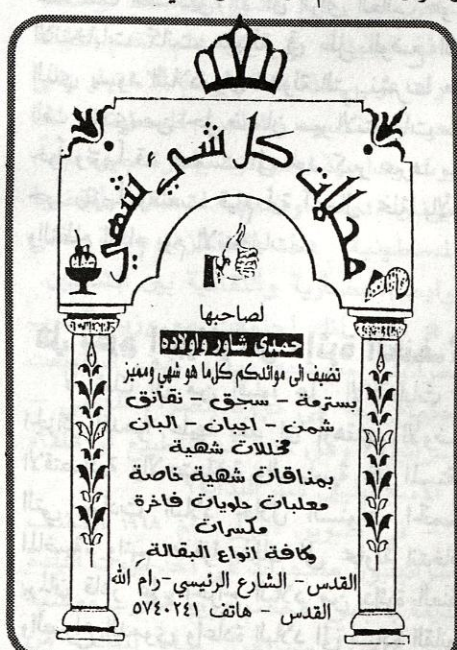 محلات كل شيء شهي
لصاحبها
حمدي شاور واولاده
تضيف الى موائدكم كل ما هو شهي ومميز
بسترمة - سجق - نقانق
شمن - اجبان - البان
مخللات شهية
بمذاقات شهية خاصة
معلبات حلويات فاخرة
مكسرات
وكافة انواع البقالة
القدس - الشارع الرئيسي - رام الله
القدس - هاتف ٥٧٤٠٢٤١